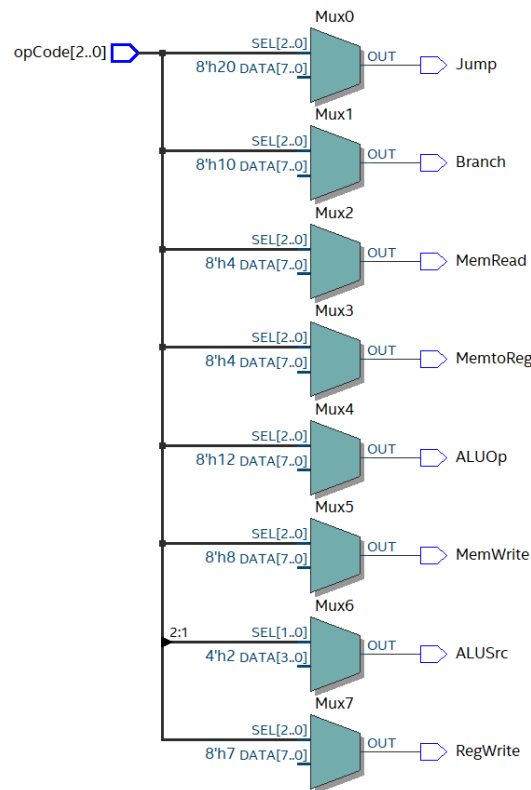 Mux0
opCode[2..0] SEL[2..0] OUT Jump
8'h20 DATA[7..0]
Mux1
SEL[2..0] OUT Branch
8'h10 DATA[7..0]
Mux2
SEL[2..0] OUT MemRead
8'h4 DATA[7..0]
Mux3
SEL[2..0] OUT MemtoReg
8'h4 DATA[7..0]
Mux4
SEL[2..0] OUT ALUOp
8'h12 DATA[7..0]
Mux5
SEL[2..0] OUT MemWrite
8'h8 DATA[7..0]
Mux6
2:1 SEL[1..0] OUT ALUSrc
4'h2 DATA[3..0]
Mux7
SEL[2..0] OUT RegWrite
8'h7 DATA[7..0]